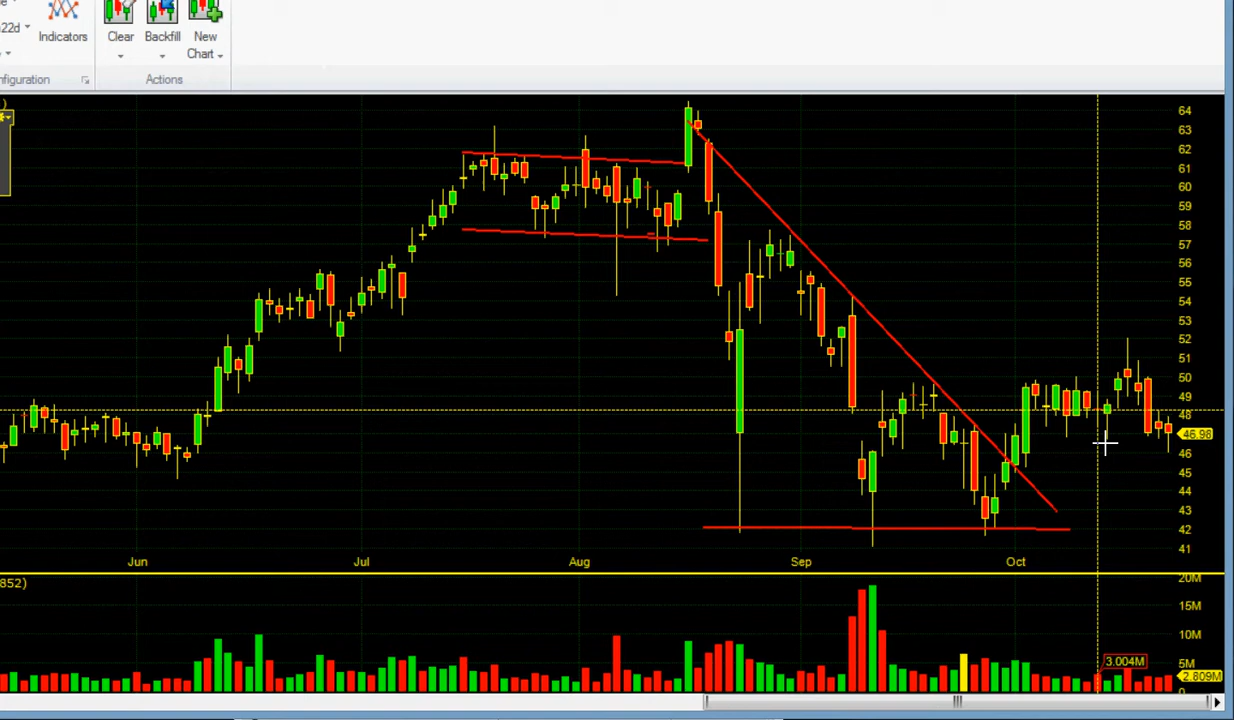 22d
Indicators
Clear
Backfill
New
Chart
nfiguration
Actions
)
64
63
62
61
60
59
58
57
56
55
54
53
52
51
50
49
48
46.98
46
45
44
43
42
41
Jun
Jul
Aug
Sep
Oct
852)
20M
15M
10M
5M
0
3.004M
2.809M